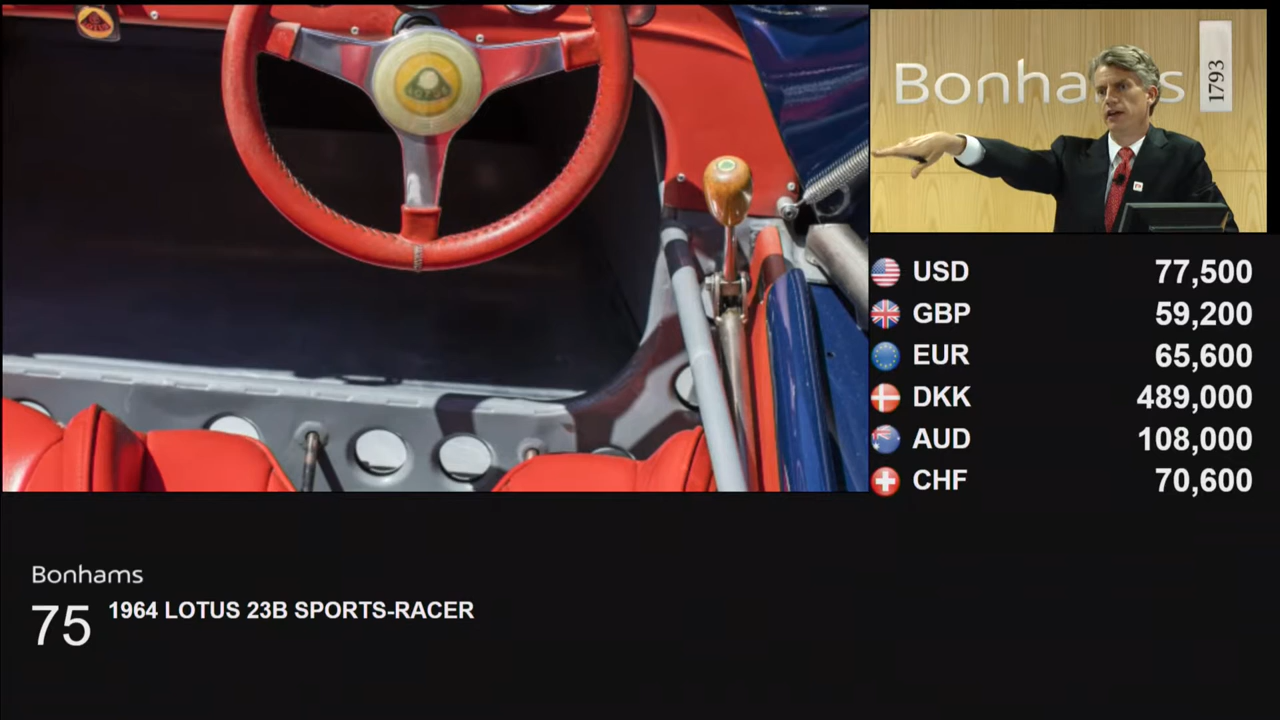 Bonhams
1793
USD 77,500
GBP 59,200
EUR 65,600
DKK 489,000
AUD 108,000
CHF 70,600
Bonhams
75 1964 LOTUS 23B SPORTS-RACER